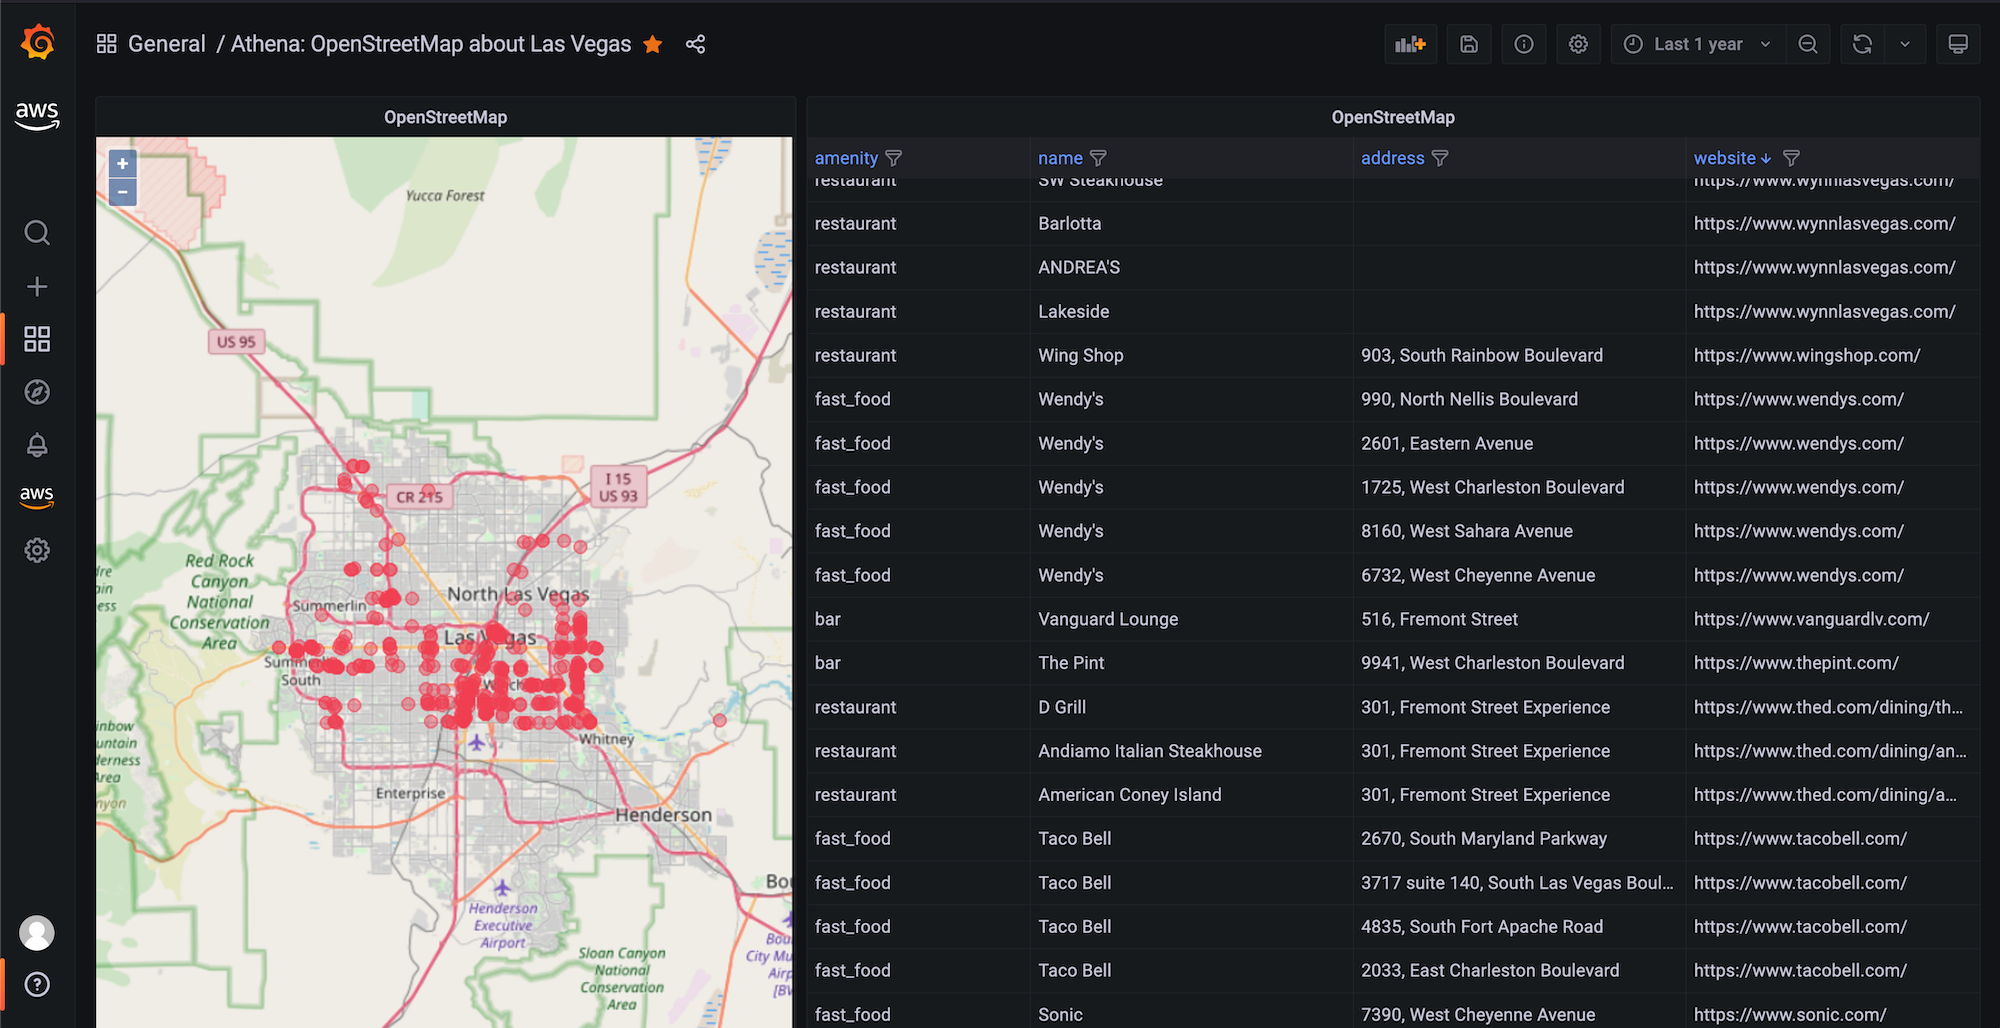 General / Athena: OpenStreetMap about Las Vegas
Last 1 year
aws
aws
OpenStreetMap
+
−
Yucca Forest
US 95
I 15
US 93
CR 215
Red Rock
Canyon
National
Conservation
Area
Summerlin
North Las Vegas
Las Vegas
South
Whitney
Enterprise
Henderson
Henderson
Executive
Airport
Sloan Canyon
National
Conservation
Area
OpenStreetMap
amenity name address website
restaurant SW Steakhouse https://www.wynnlasvegas.com/
restaurant Barlotta https://www.wynnlasvegas.com/
restaurant ANDREA'S https://www.wynnlasvegas.com/
restaurant Lakeside https://www.wynnlasvegas.com/
restaurant Wing Shop 903, South Rainbow Boulevard https://www.wingshop.com/
fast_food Wendy's 990, North Nellis Boulevard https://www.wendys.com/
fast_food Wendy's 2601, Eastern Avenue https://www.wendys.com/
fast_food Wendy's 1725, West Charleston Boulevard https://www.wendys.com/
fast_food Wendy's 8160, West Sahara Avenue https://www.wendys.com/
fast_food Wendy's 6732, West Cheyenne Avenue https://www.wendys.com/
bar Vanguard Lounge 516, Fremont Street https://www.vanguardlv.com/
bar The Pint 9941, West Charleston Boulevard https://www.thepint.com/
restaurant D Grill 301, Fremont Street Experience https://www.thed.com/dining/th...
restaurant Andiamo Italian Steakhouse 301, Fremont Street Experience https://www.thed.com/dining/an...
restaurant American Coney Island 301, Fremont Street Experience https://www.thed.com/dining/a...
fast_food Taco Bell 2670, South Maryland Parkway https://www.tacobell.com/
fast_food Taco Bell 3717 suite 140, South Las Vegas Boul... https://www.tacobell.com/
fast_food Taco Bell 4835, South Fort Apache Road https://www.tacobell.com/
fast_food Taco Bell 2033, East Charleston Boulevard https://www.tacobell.com/
fast_food Sonic 7390, West Cheyenne Avenue https://www.sonic.com/